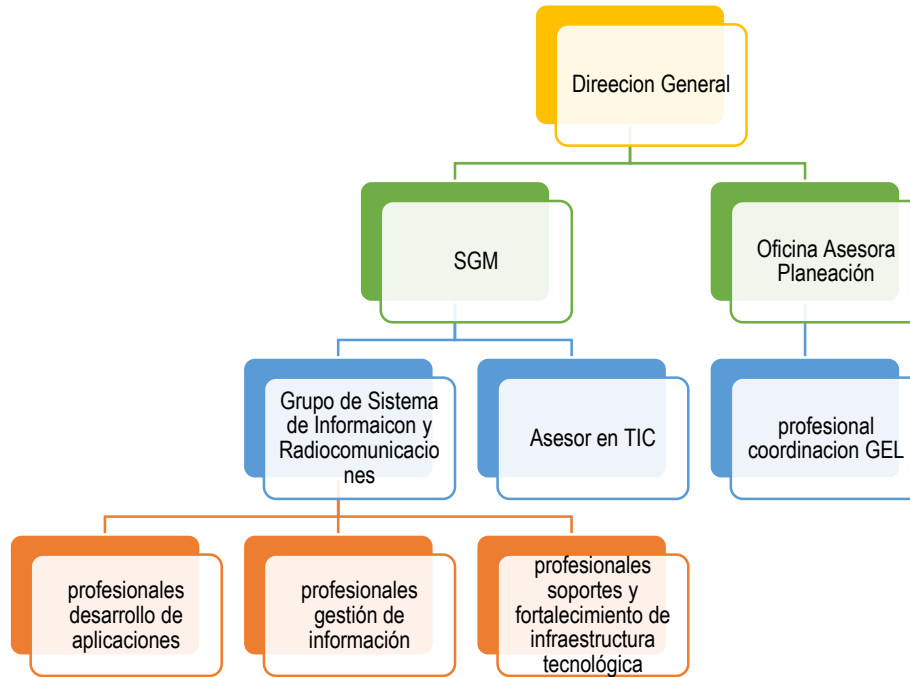 Direecion General
SGM
Oficina Asesora
Planeación
Grupo de Sistema
de Informaicon y
Radiocomunicacio
nes
Asesor en TIC
profesional
coordinacion GEL
profesionales
desarrollo de
aplicaciones
profesionales
gestión de
información
profesionales
soportes y
fortalecimiento de
infraestructura
tecnológica